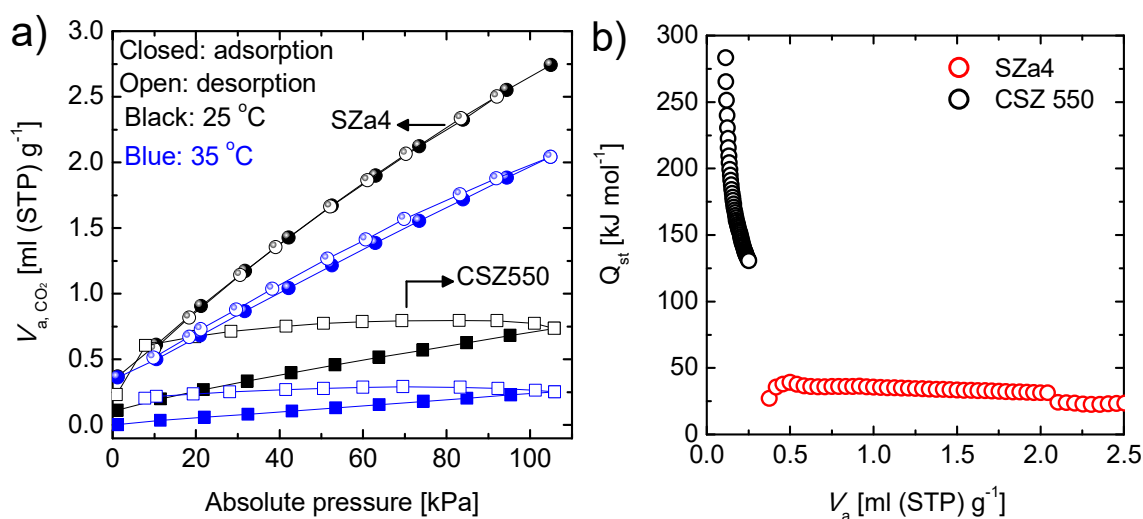 a)
Closed: adsorption
Open: desorption
Black: 25 °C
Blue: 35 °C
SZa4
CSZ550
3.0
2.5
2.0
1.5
1.0
0.5
0.0
0 20 40 60 80 100
Absolute pressure [kPa]
V a, CO₂ [ml (STP) g⁻¹]
b)
SZa4
CSZ 550
300
250
200
150
100
50
0
0.0 0.5 1.0 1.5 2.0 2.5
Qst [kJ mol⁻¹]
Va [ml (STP) g⁻¹]